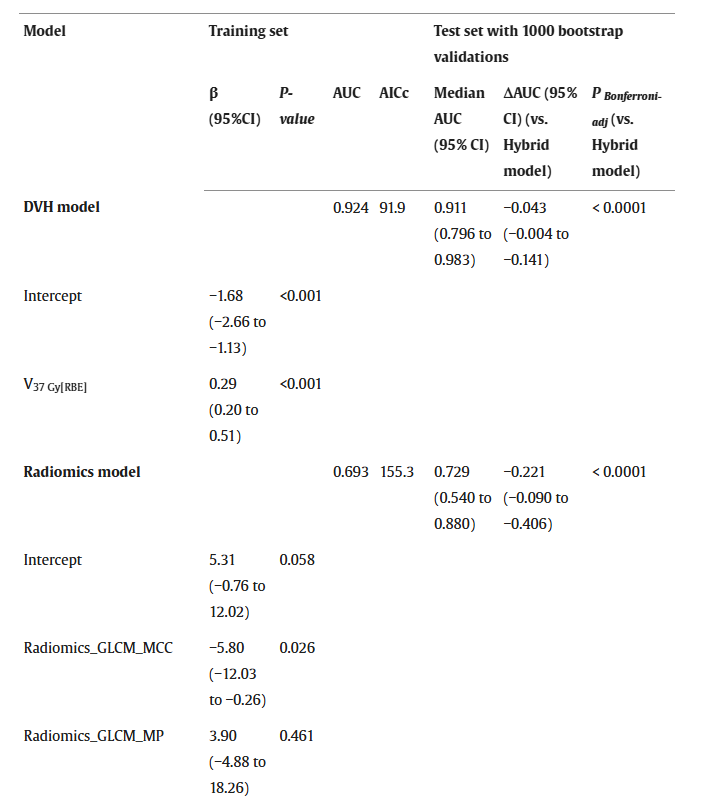 Model Training set Test set with 1000 bootstrap
validations
β P- AUC AICc Median ΔAUC (95% P Bonferroni-
(95%CI) value AUC CI) (vs. adj (vs.
(95% CI) Hybrid Hybrid
model) model)
DVH model 0.924 91.9 0.911 −0.043 < 0.0001
(0.796 to (−0.004 to
0.983) −0.141)
Intercept −1.68 <0.001
(−2.66 to
−1.13)
V37 Gy[RBE] 0.29 <0.001
(0.20 to
0.51)
Radiomics model 0.693 155.3 0.729 −0.221 < 0.0001
(0.540 to (−0.090 to
0.880) −0.406)
Intercept 5.31 0.058
(−0.76 to
12.02)
Radiomics_GLCM_MCC −5.80 0.026
(−12.03
to −0.26)
Radiomics_GLCM_MP 3.90 0.461
(−4.88 to
18.26)